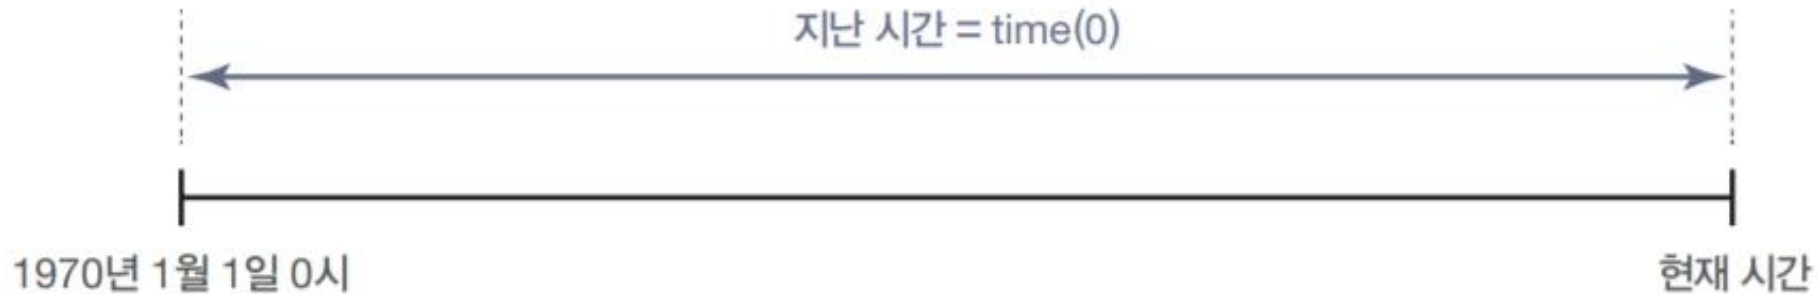 지난 시간 = time(0)
1970년 1월 1일 0시
현재 시간